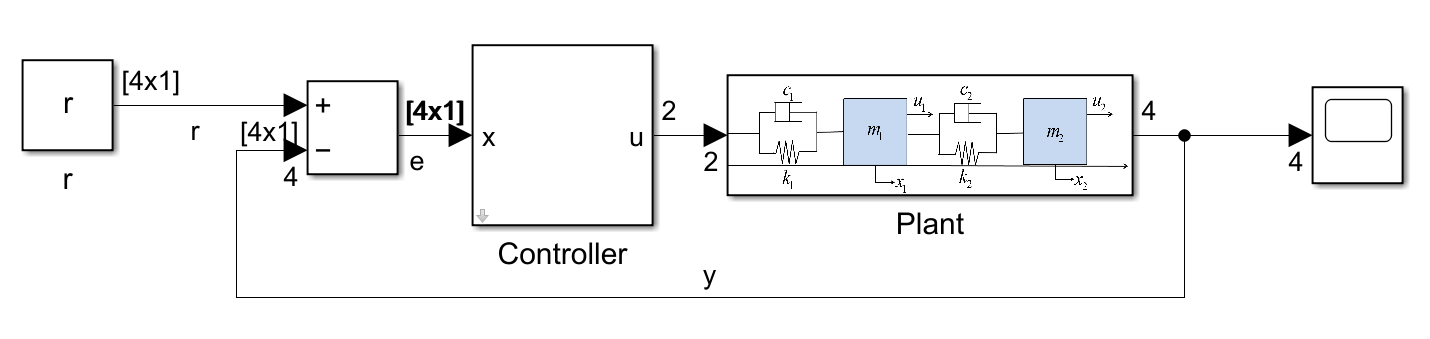 r
[4x1]
r
r
[4x1]
4
+
−
[4x1]
e
x
u
Controller
2
2
c₁
k₁
m₁
u₁
x₁
c₂
k₂
m₂
u₂
x₂
Plant
4
4
y